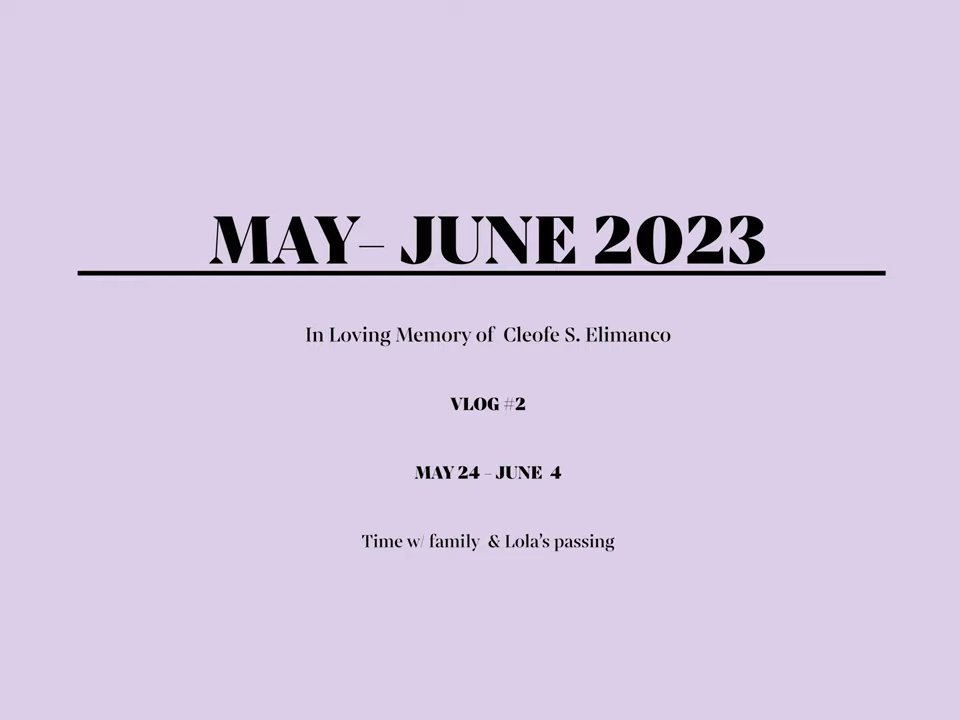 MAY– JUNE 2023
In Loving Memory of Cleofe S. Elimanco
VLOG #2
MAY 24 – JUNE 4
Time w/ family & Lola's passing